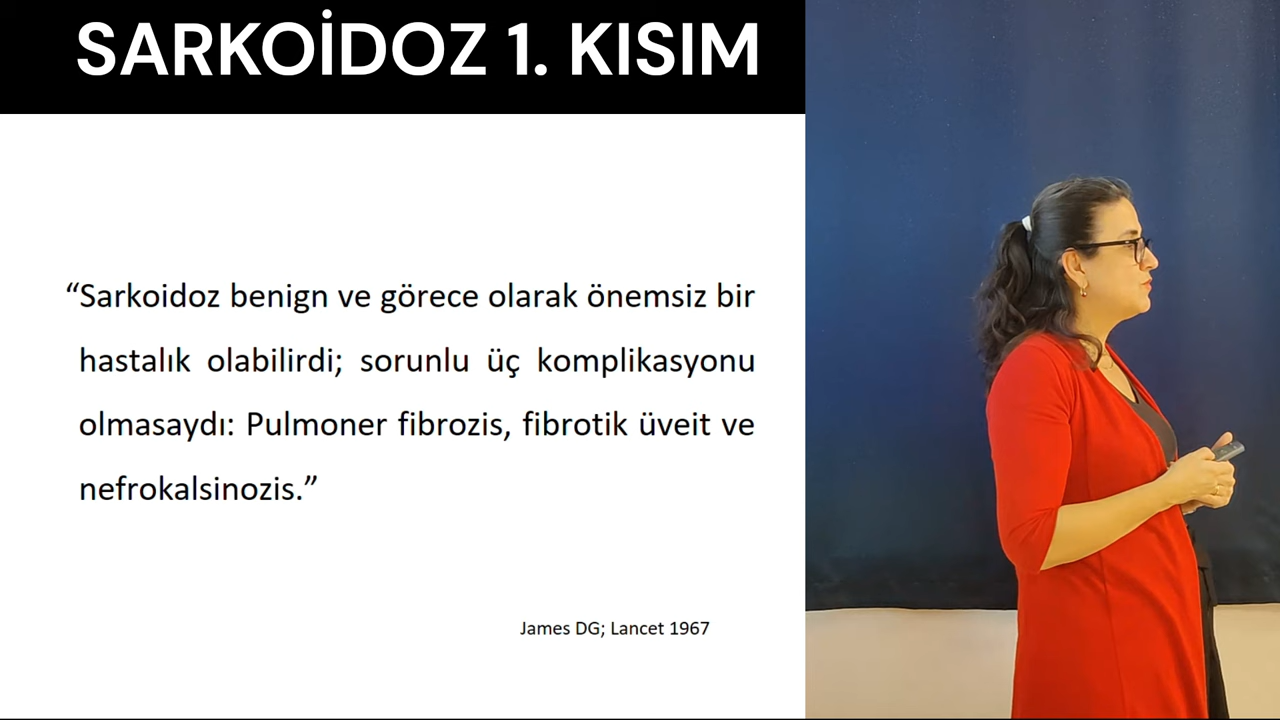 SARKOİDOZ 1. KISIM
“Sarkoidoz benign ve görece olarak önemsiz bir
hastalık olabilirdi; sorunlu üç komplikasyonu
olmasaydı: Pulmoner fibrozis, fibrotik üveit ve
nefrokalsinozis.”
James DG; Lancet 1967